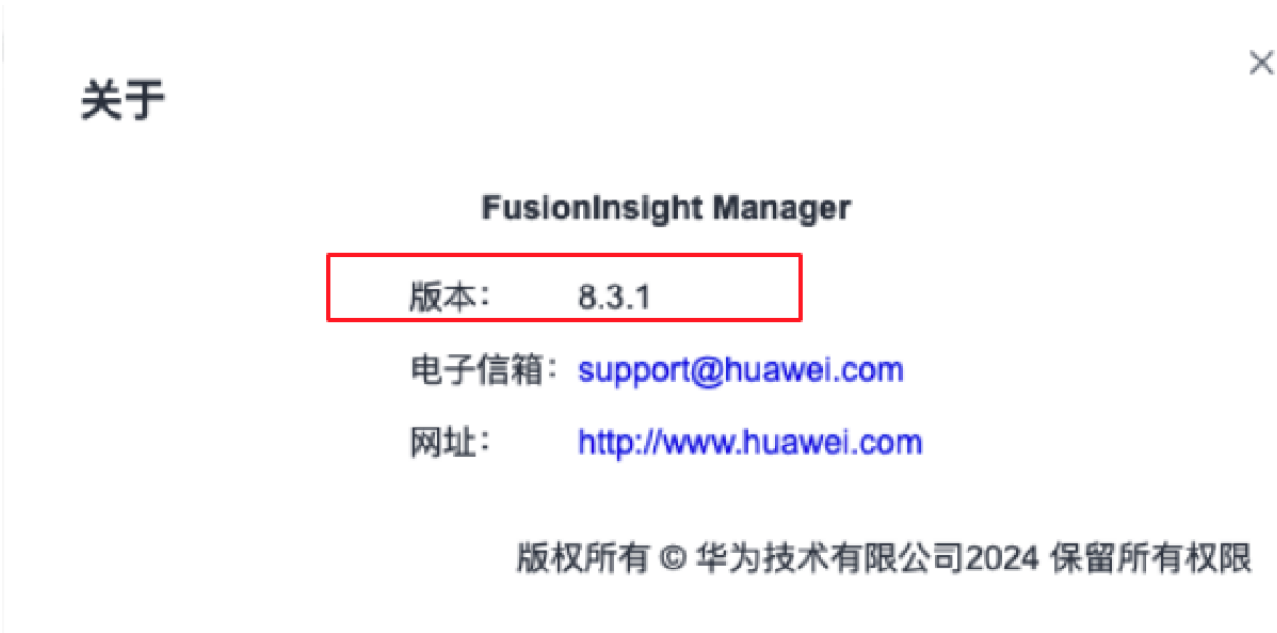 关于
FusionInsight Manager
版本： 8.3.1
电子信箱： support@huawei.com
网址： http://www.huawei.com
版权所有 © 华为技术有限公司2024 保留所有权限